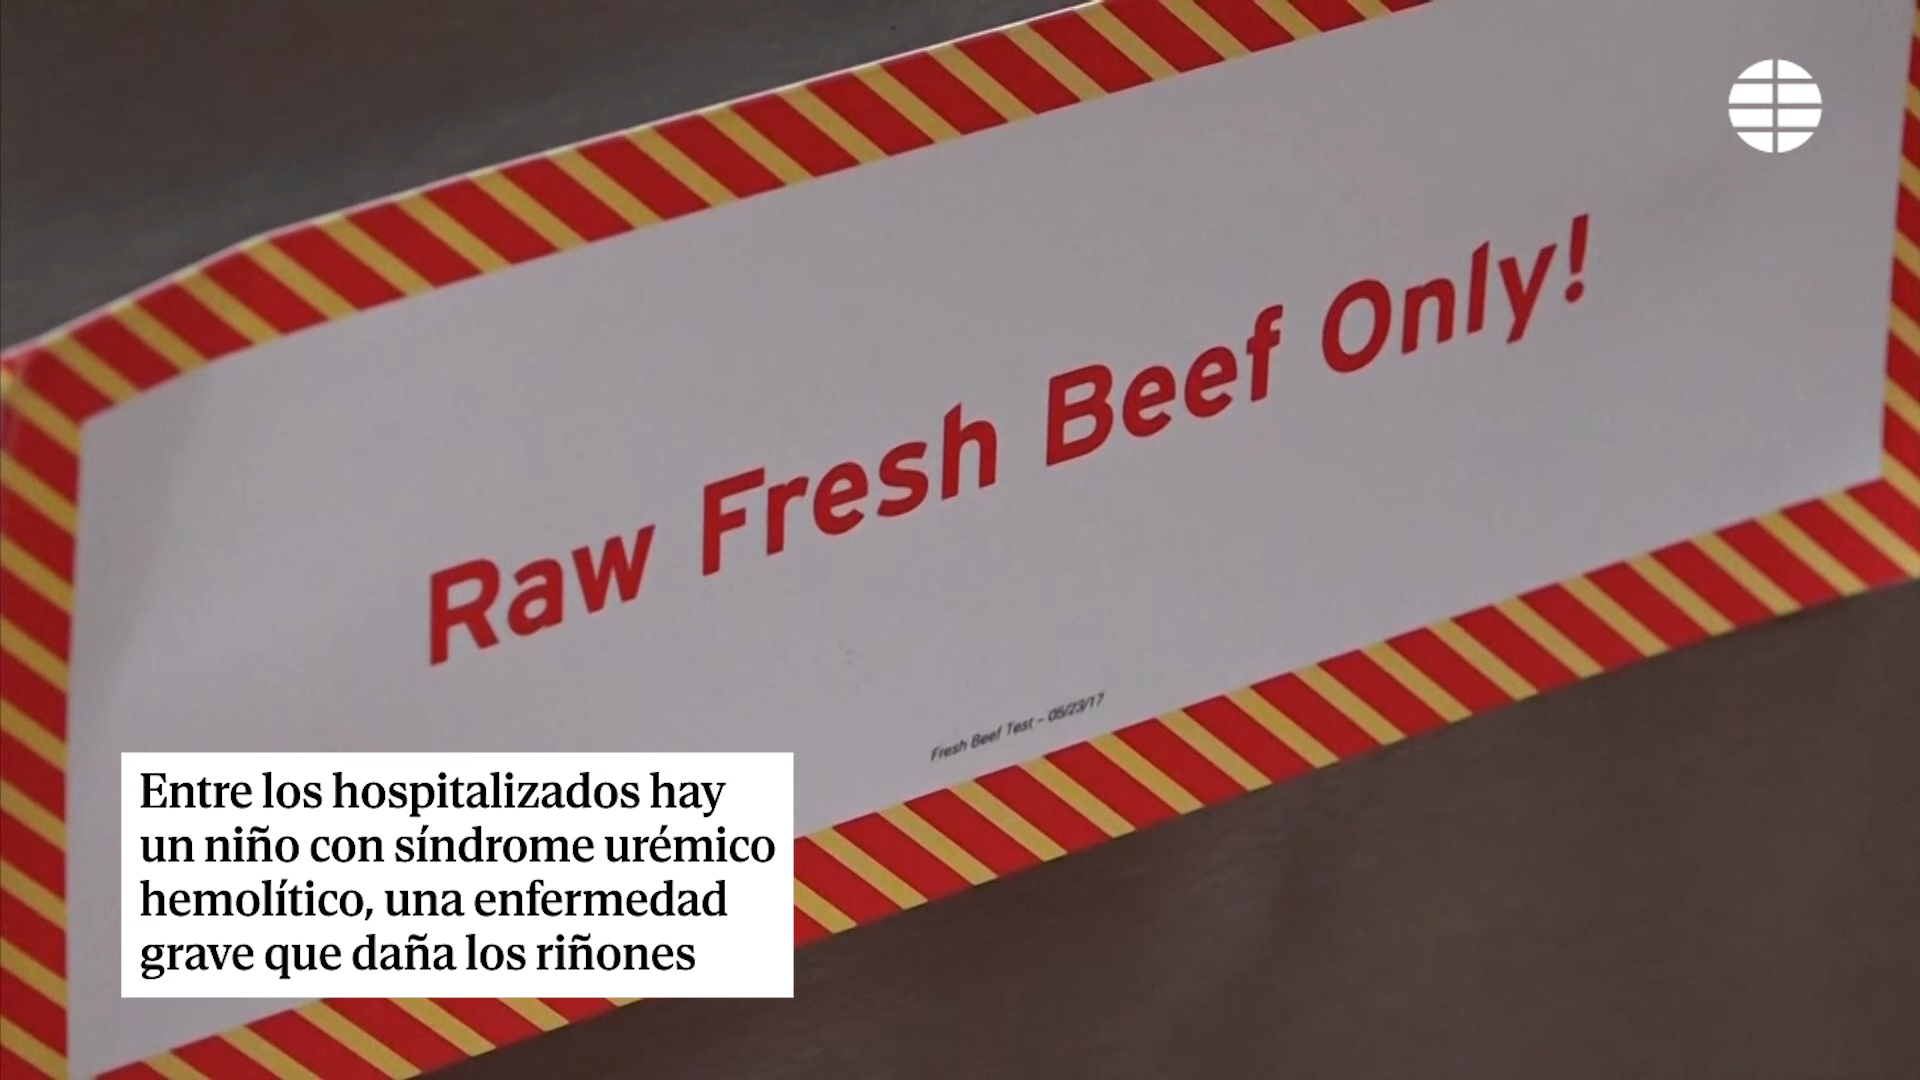 Raw Fresh Beef Only!
Fresh Beef Test - 05/23/17
Entre los hospitalizados hay
un niño con síndrome urémico
hemolítico, una enfermedad
grave que daña los riñones